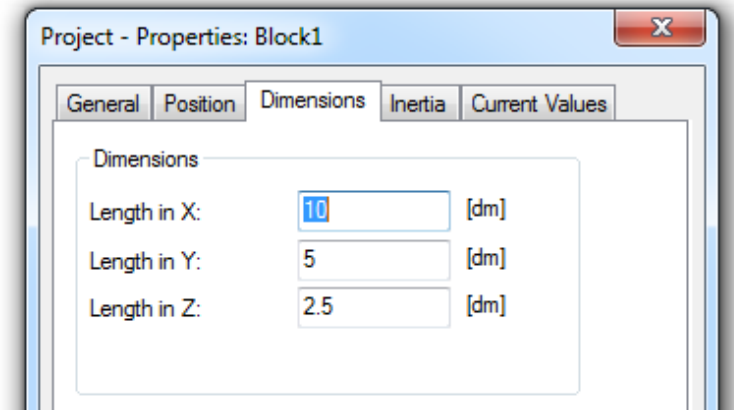 Project - Properties: Block1
General Position Dimensions Inertia Current Values
Dimensions
Length in X: 10 [dm]
Length in Y: 5 [dm]
Length in Z: 2.5 [dm]